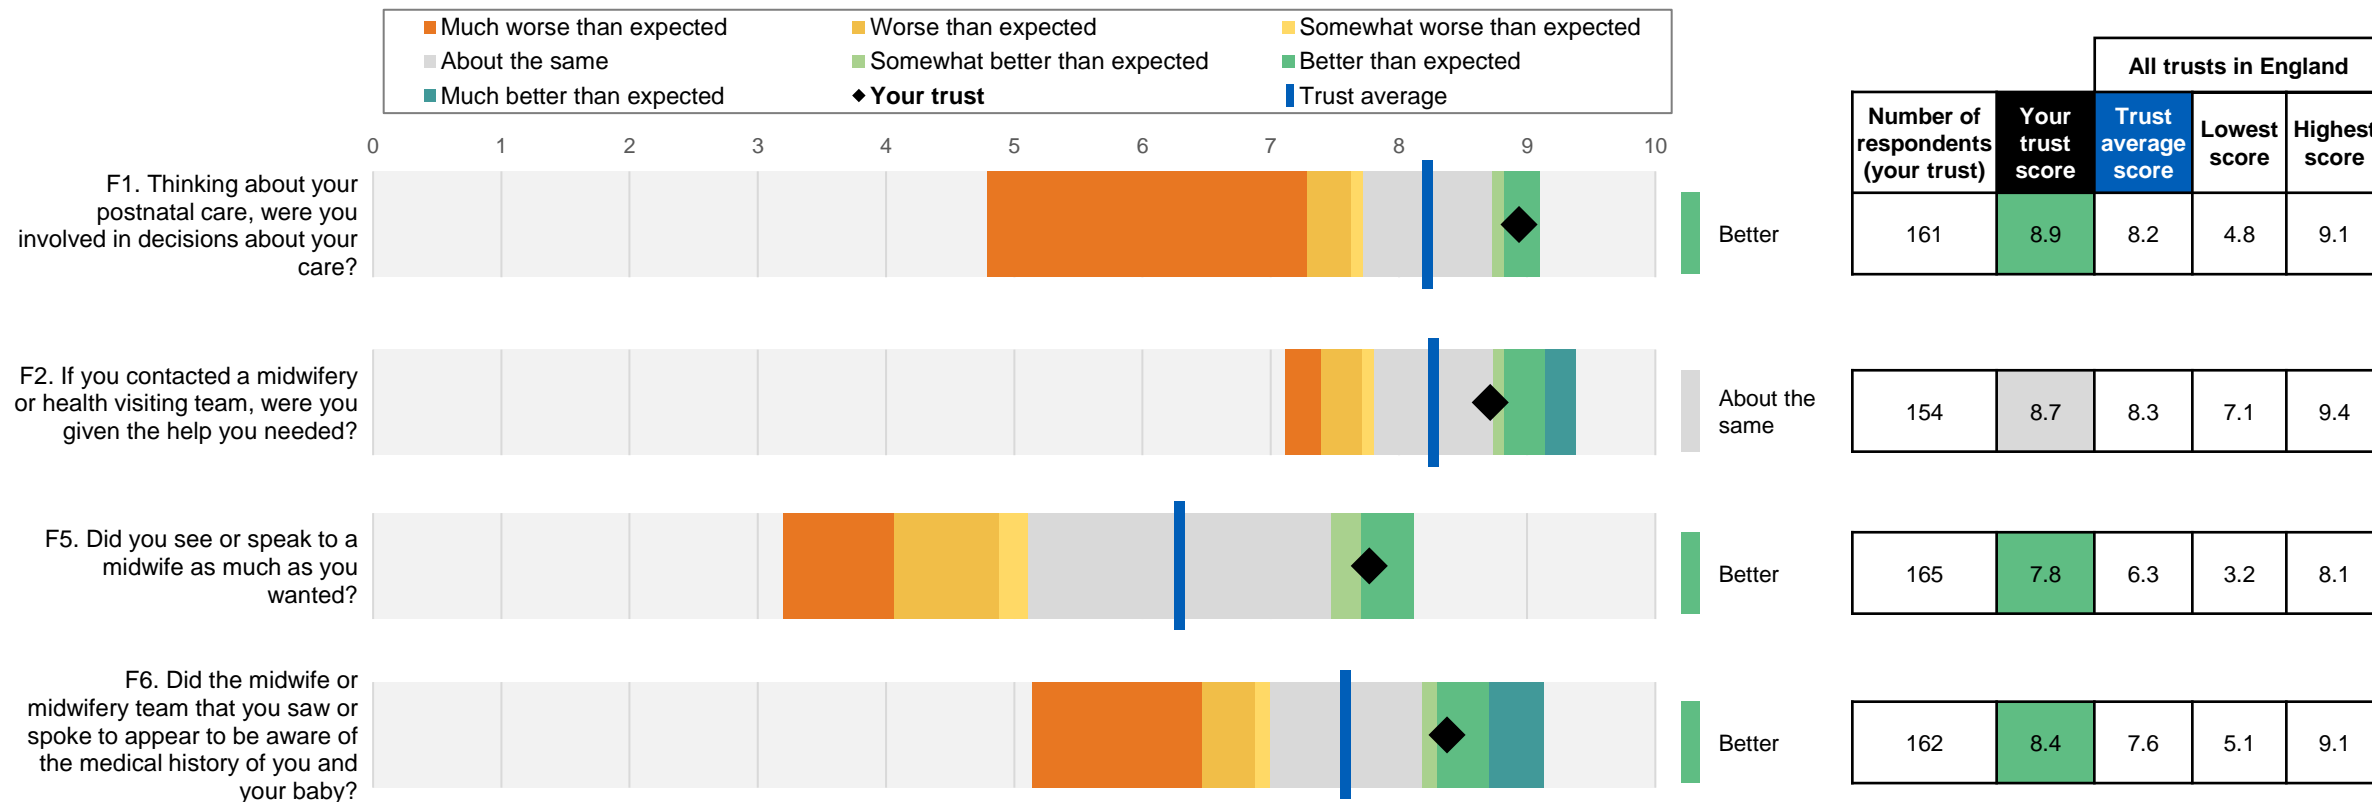 Much worse than expected
Worse than expected
Somewhat worse than expected
About the same
Somewhat better than expected
Better than expected
Much better than expected
Your trust
Trust average
All trusts in England
Number of respondents (your trust)
Your trust score
Trust average score
Lowest score
Highest score
0 1 2 3 4 5 6 7 8 9 10
F1. Thinking about your
postnatal care, were you
involved in decisions about your
care?
Better
161 8.9 8.2 4.8 9.1
F2. If you contacted a midwifery
or health visiting team, were you
given the help you needed?
About the
same
154 8.7 8.3 7.1 9.4
F5. Did you see or speak to a
midwife as much as you
wanted?
Better
165 7.8 6.3 3.2 8.1
F6. Did the midwife or
midwifery team that you saw or
spoke to appear to be aware of
the medical history of you and
your baby?
Better
162 8.4 7.6 5.1 9.1